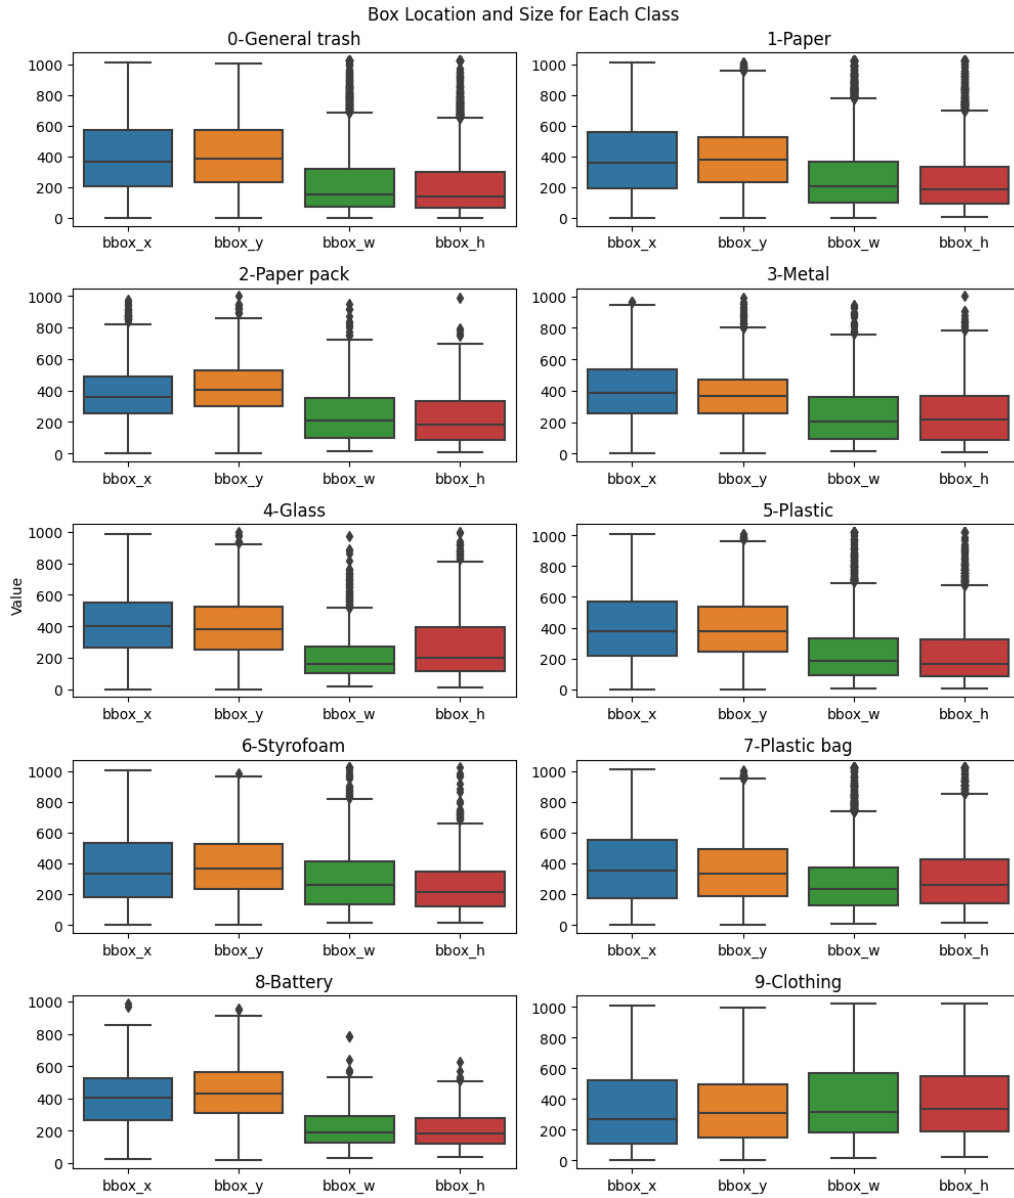 Box Location and Size for Each Class
0-General trash
1000
800
600
400
200
0
bbox_x bbox_y bbox_w bbox_h
1-Paper
1000
800
600
400
200
0
bbox_x bbox_y bbox_w bbox_h
2-Paper pack
1000
800
600
400
200
0
bbox_x bbox_y bbox_w bbox_h
3-Metal
1000
800
600
400
200
0
bbox_x bbox_y bbox_w bbox_h
Value
4-Glass
1000
800
600
400
200
0
bbox_x bbox_y bbox_w bbox_h
5-Plastic
1000
800
600
400
200
0
bbox_x bbox_y bbox_w bbox_h
6-Styrofoam
1000
800
600
400
200
0
bbox_x bbox_y bbox_w bbox_h
7-Plastic bag
1000
800
600
400
200
0
bbox_x bbox_y bbox_w bbox_h
8-Battery
1000
800
600
400
200
0
bbox_x bbox_y bbox_w bbox_h
9-Clothing
1000
800
600
400
200
0
bbox_x bbox_y bbox_w bbox_h